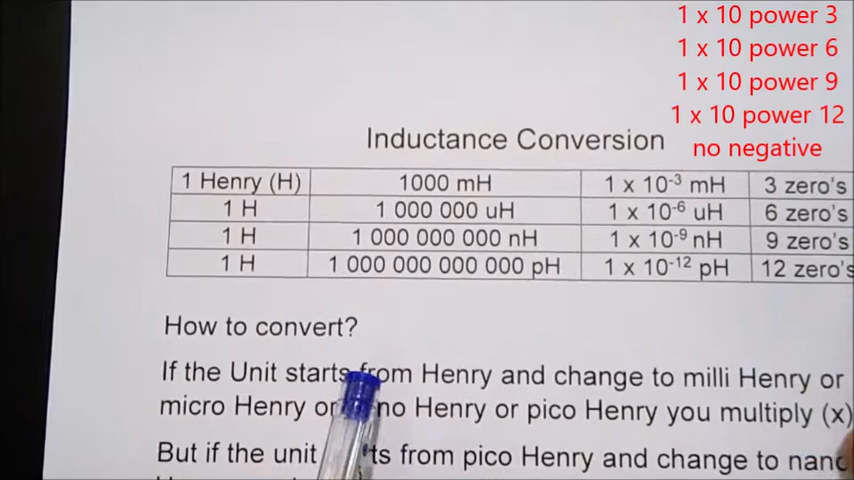 1 x 10 power 3
1 x 10 power 6
1 x 10 power 9
1 x 10 power 12
no negative
Inductance Conversion
1 Henry (H) 1000 mH 1 x 10⁻³ mH 3 zero's
1 H 1 000 000 uH 1 x 10⁻⁶ uH 6 zero's
1 H 1 000 000 000 nH 1 x 10⁻⁹ nH 9 zero's
1 H 1 000 000 000 000 pH 1 x 10⁻¹² pH 12 zero's
How to convert?
If the Unit starts from Henry and change to milli Henry or
micro Henry or no Henry or pico Henry you multiply (x)
But if the unit from pico Henry and change to